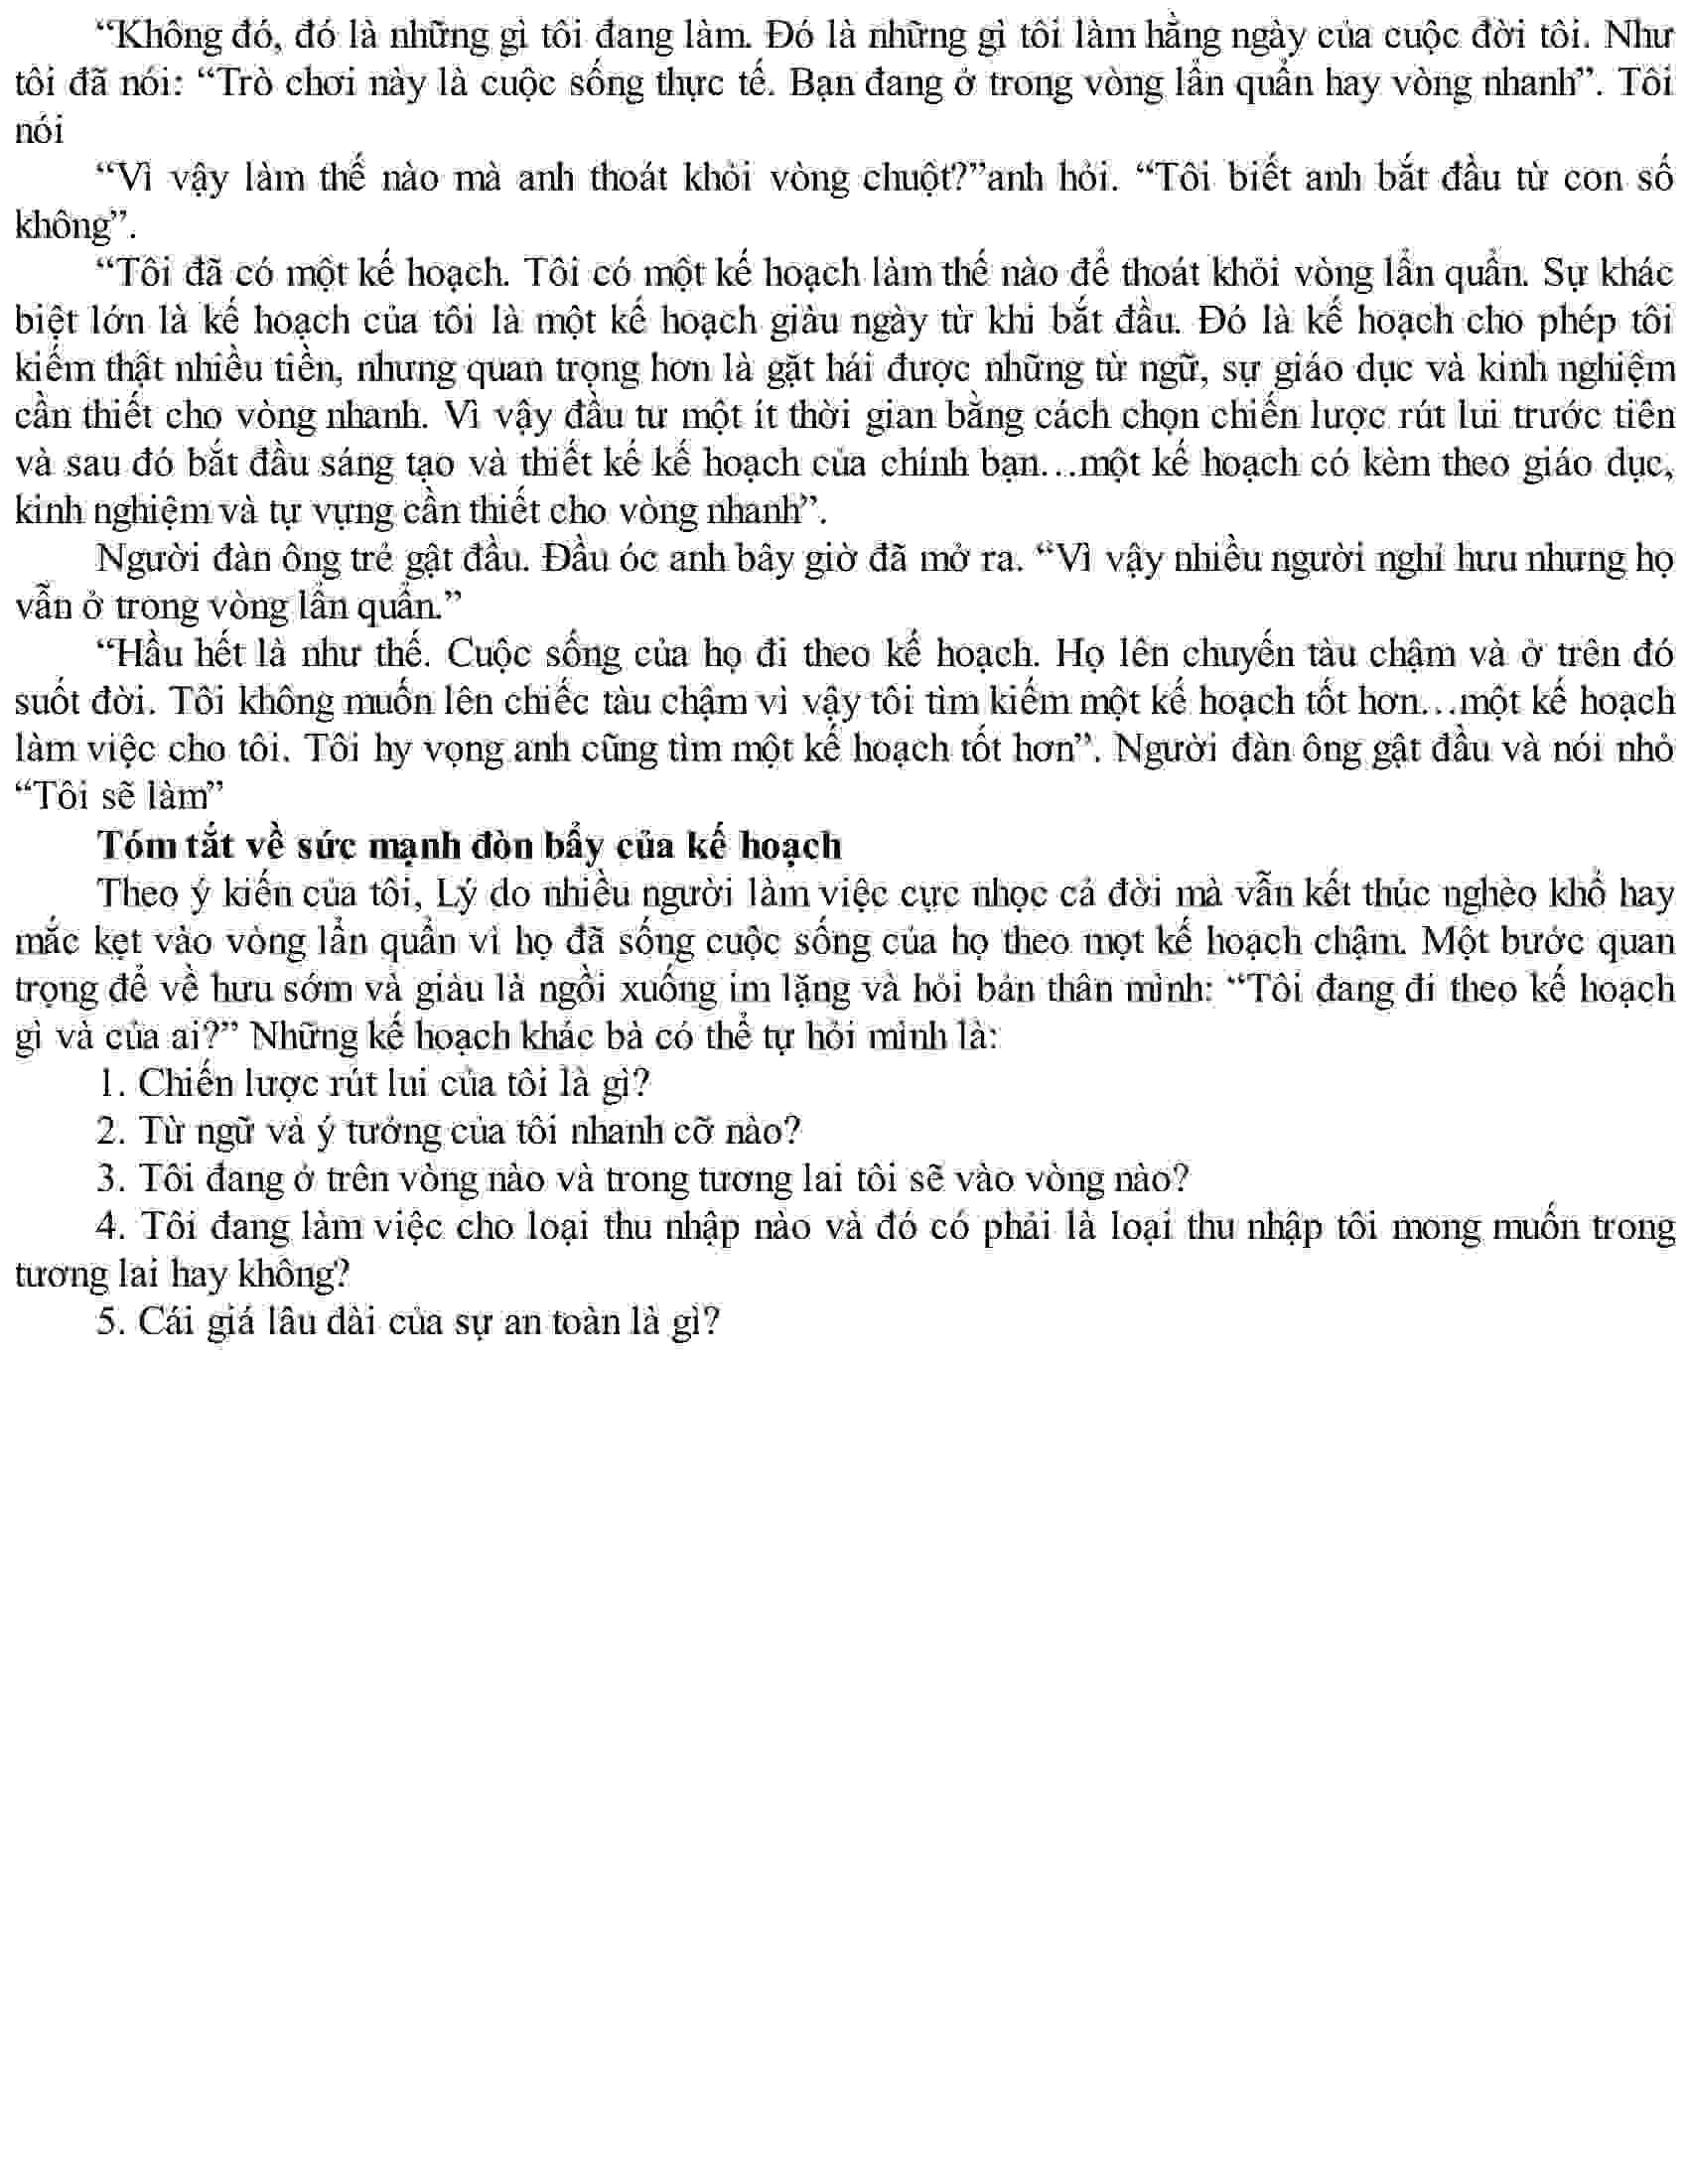 “Không đó, đó là những gì tôi đang làm. Đó là những gì tôi làm hằng ngày của cuộc đời tôi. Như
tôi đã nói: “Trò chơi này là cuộc sống thực tế. Bạn đang ở trong vòng lẩn quẩn hay vòng nhanh”. Tôi
nói
“Vì vậy làm thế nào mà anh thoát khỏi vòng chuột?”anh hỏi. “Tôi biết anh bắt đầu từ con số
không”.
“Tôi đã có một kế hoạch. Tôi có một kế hoạch làm thế nào để thoát khỏi vòng lẩn quẩn. Sự khác
biệt lớn là kế hoạch của tôi là một kế hoạch giàu ngày từ khi bắt đầu. Đó là kế hoạch cho phép tôi
kiếm thật nhiều tiền, nhưng quan trọng hơn là gặt hái được những từ ngữ, sự giáo dục và kinh nghiệm
cần thiết cho vòng nhanh. Vì vậy đầu tư một ít thời gian bằng cách chọn chiến lược rút lui trước tiên
và sau đó bắt đầu sáng tạo và thiết kế kế hoạch của chính bạn…một kế hoạch có kèm theo giáo dục,
kinh nghiệm và tự vựng cần thiết cho vòng nhanh”.
Người đàn ông trẻ gật đầu. Đầu óc anh bây giờ đã mở ra. “Vì vậy nhiều người nghỉ hưu nhưng họ
vẫn ở trong vòng lẩn quẩn.”
“Hầu hết là như thế. Cuộc sống của họ đi theo kế hoạch. Họ lên chuyến tàu chậm và ở trên đó
suốt đời. Tôi không muốn lên chiếc tàu chậm vì vậy tôi tìm kiếm một kế hoạch tốt hơn…một kế hoạch
làm việc cho tôi. Tôi hy vọng anh cũng tìm một kế hoạch tốt hơn”. Người đàn ông gật đầu và nói nhỏ
“Tôi sẽ làm”
Tóm tắt về sức mạnh đòn bẩy của kế hoạch
Theo ý kiến của tôi, Lý do nhiều người làm việc cực nhọc cả đời mà vẫn kết thúc nghèo khổ hay
mắc kẹt vào vòng lẩn quẩn vì họ đã sống cuộc sống của họ theo mọt kế hoạch chậm. Một bước quan
trọng để về hưu sớm và giàu là ngồi xuống im lặng và hỏi bản thân mình: “Tôi đang đi theo kế hoạch
gì và của ai?” Những kế hoạch khác bà có thể tự hỏi mình là:
1. Chiến lược rút lui của tôi là gì?
2. Từ ngữ và ý tưởng của tôi nhanh cỡ nào?
3. Tôi đang ở trên vòng nào và trong tương lai tôi sẽ vào vòng nào?
4. Tôi đang làm việc cho loại thu nhập nào và đó có phải là loại thu nhập tôi mong muốn trong
tương lai hay không?
5. Cái giá lâu dài của sự an toàn là gì?